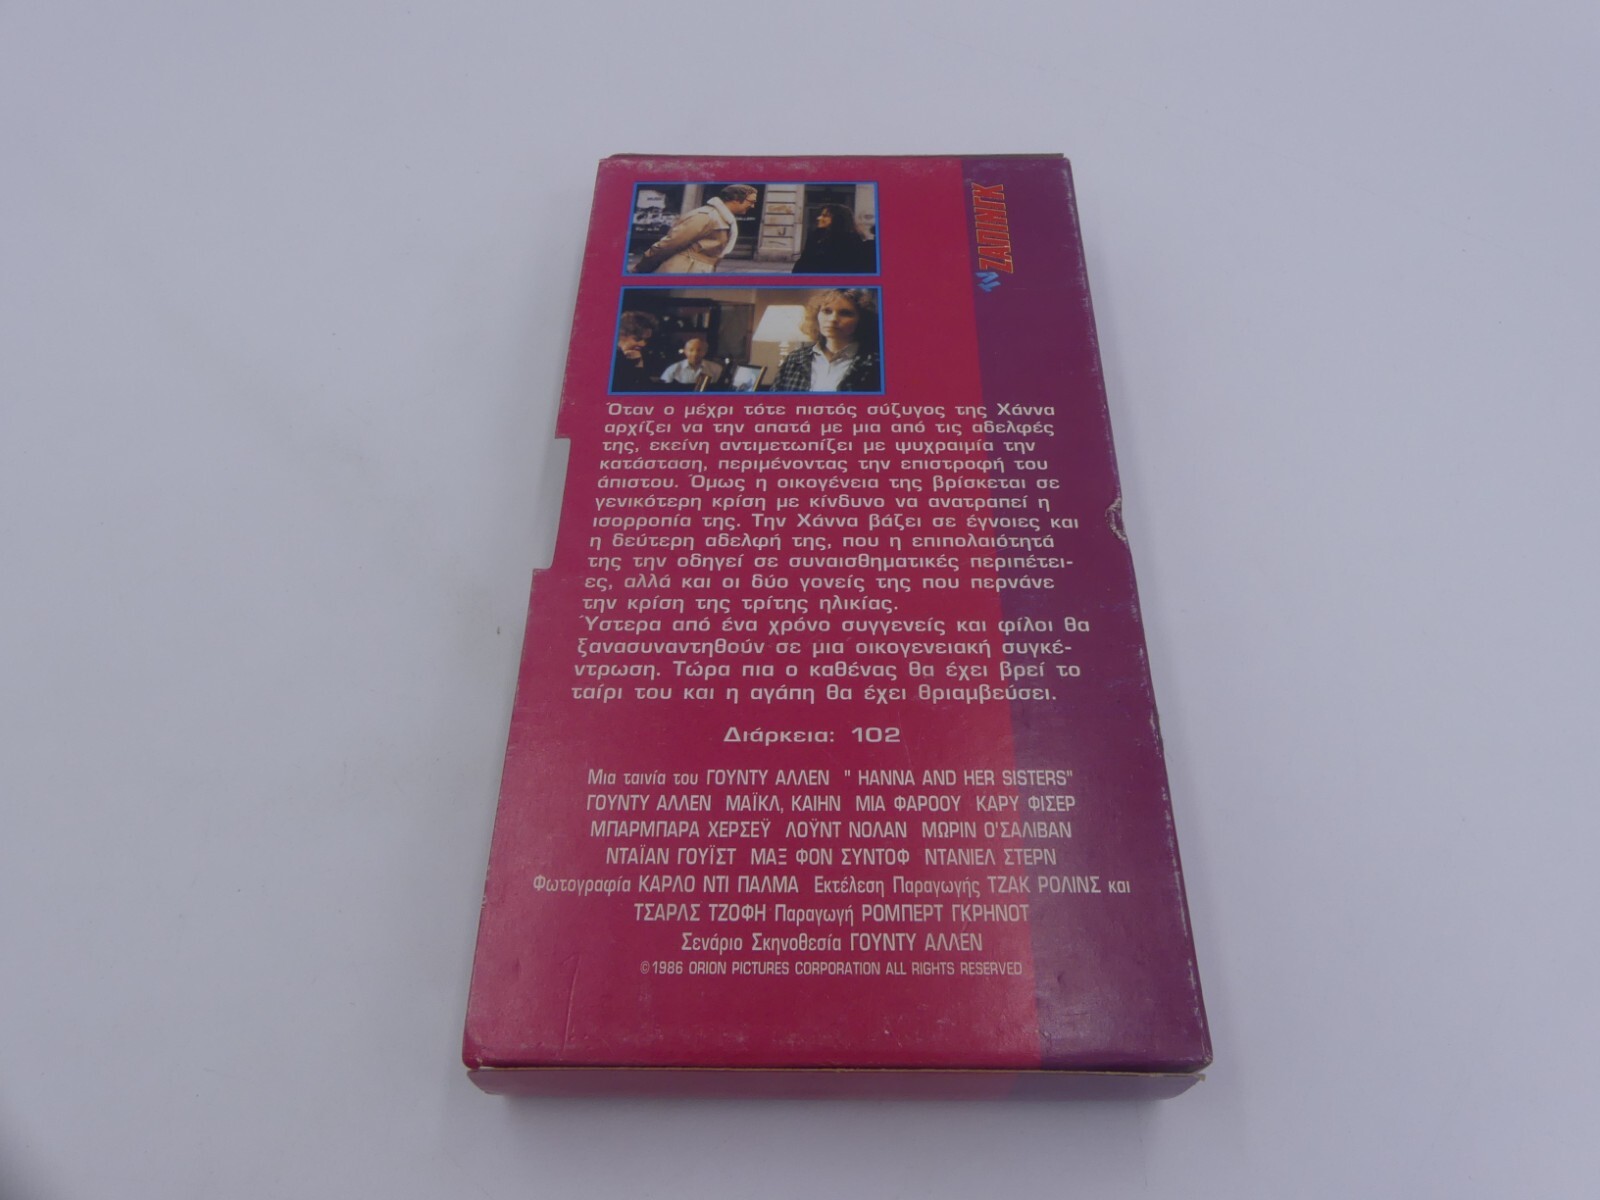 ΖΑΠΙΝΓΚ
TV
Όταν ο μέχρι τότε πιστός σύζυγος της Χάννα
αρχίζει να την απατά με μια από τις αδελφές
της, εκείνη αντιμετωπίζει με ψυχραιμία την
κατάσταση, περιμένοντας την επιστροφή του
άπιστου. Όμως η οικογένεια της βρίσκεται σε
γενικότερη κρίση με κίνδυνο να ανατραπεί η
ισορροπία της. Την Χάννα βάζει σε έγνοιες και
η δεύτερη αδελφή της, που η επιπολαιότητά
της την οδηγεί σε συναισθηματικές περιπέτει-
ες, αλλά και οι δύο γονείς της που περνάνε
την κρίση της τρίτης ηλικίας.
Ύστερα από ένα χρόνο συγγενείς και φίλοι θα
ξανασυναντηθούν σε μια οικογενειακή συγκέ-
ντρωση. Τώρα πια ο καθένας θα έχει βρεί το
ταίρι του και η αγάπη θα έχει θριαμβεύσει.
Διάρκεια: 102
Μια ταινία του ΓΟΥΝΤΥ ΑΛΛΕΝ " HANNA AND HER SISTERS"
ΓΟΥΝΤΥ ΑΛΛΕΝ ΜΑΪΚΛ, ΚΑΙΗΝ ΜΙΑ ΦΑΡΟΟΥ ΚΑΡΥ ΦΙΣΕΡ
ΜΠΑΡΜΠΑΡΑ ΧΕΡΣΕΫ ΛΟΫΝΤ ΝΟΛΑΝ ΜΩΡΙΝ Ο'ΣΑΛΙΒΑΝ
ΝΤΑΪΑΝ ΓΟΥΪΣΤ ΜΑΞ ΦΟΝ ΣΥΝΤΟΦ ΝΤΑΝΙΕΛ ΣΤΕΡΝ
Φωτογραφία ΚΑΡΛΟ ΝΤΙ ΠΑΛΜΑ Εκτέλεση Παραγωγής ΤΖΑΚ ΡΟΛΙΝΣ και
ΤΣΑΡΛΣ ΤΖΟΦΗ Παραγωγή ΡΟΜΠΕΡΤ ΓΚΡΗΝΟΤ
Σενάριο Σκηνοθεσία ΓΟΥΝΤΥ ΑΛΛΕΝ
©1986 ORION PICTURES CORPORATION ALL RIGHTS RESERVED